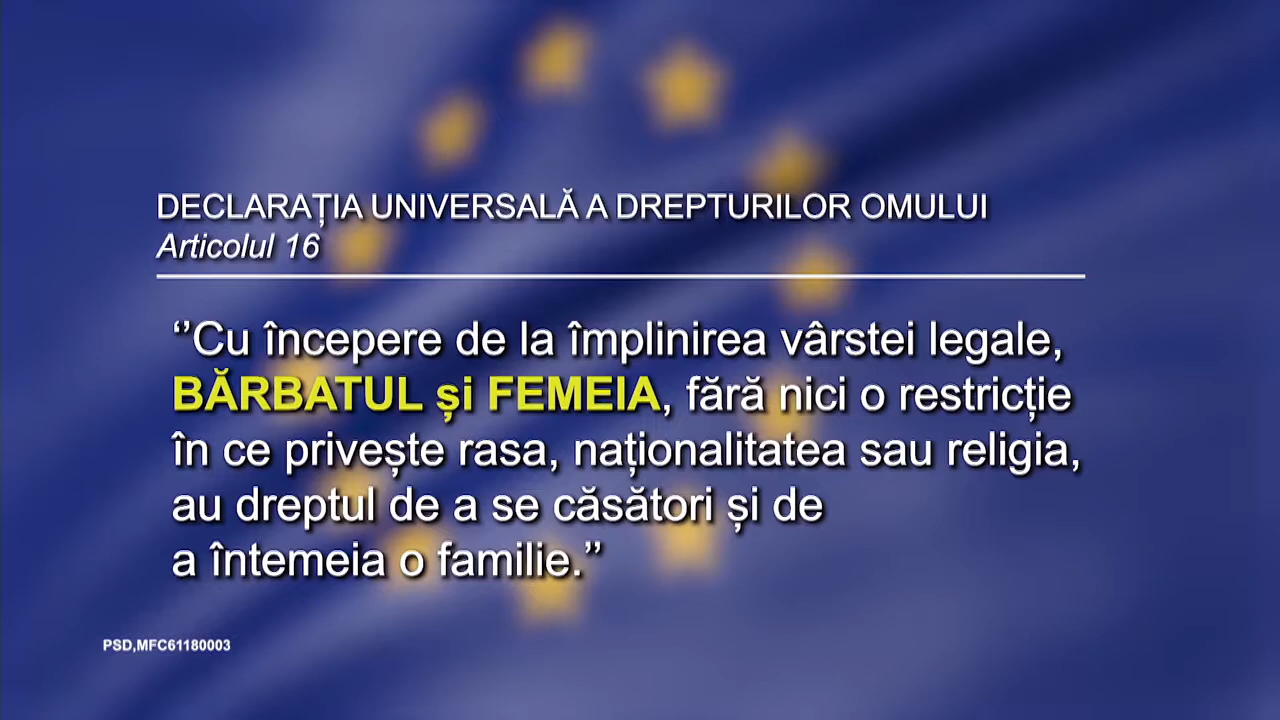 DECLARAȚIA UNIVERSALĂ A DREPTURILOR OMULUI
Articolul 16
‘’Cu începere de la împlinirea vârstei legale,
BĂRBATUL și FEMEIA, fără nici o restricție
în ce privește rasa, naționalitatea sau religia,
au dreptul de a se căsători și de
a întemeia o familie.’’
PSD,MFC61180003